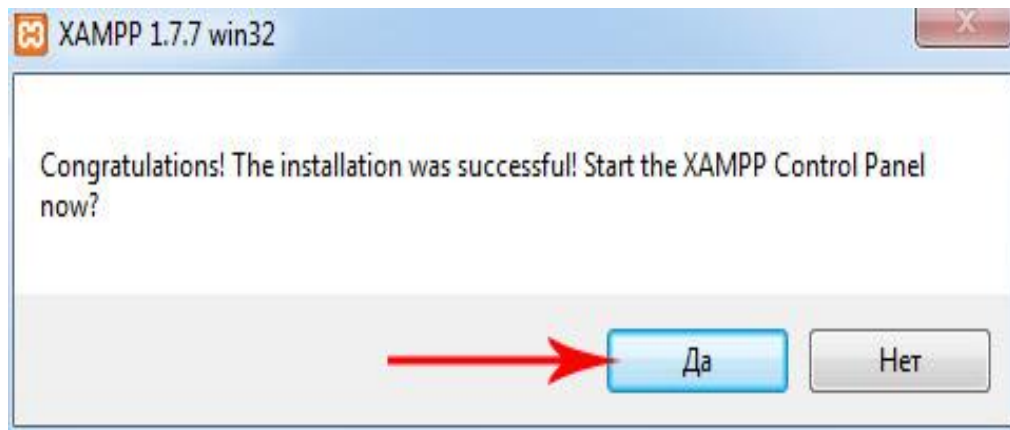 XAMPP 1.7.7 win32
Congratulations! The installation was successful! Start the XAMPP Control Panel
now?
Да
Нет